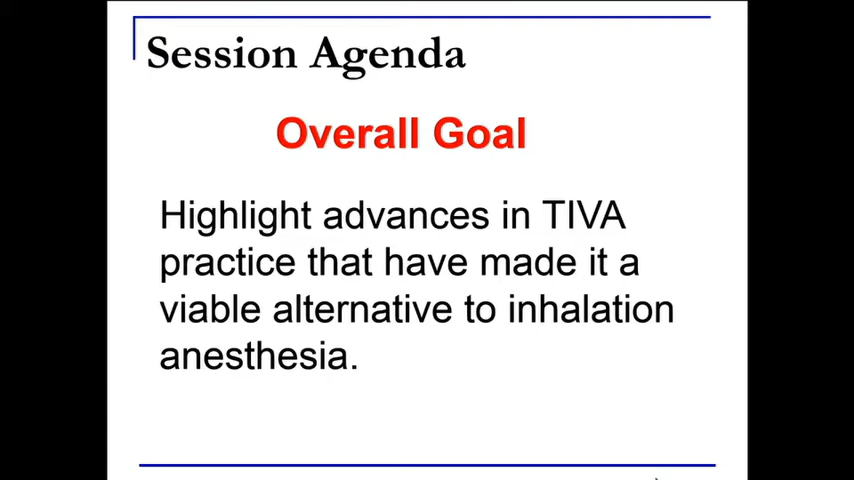 Session Agenda
Overall Goal
Highlight advances in TIVA
practice that have made it a
viable alternative to inhalation
anesthesia.